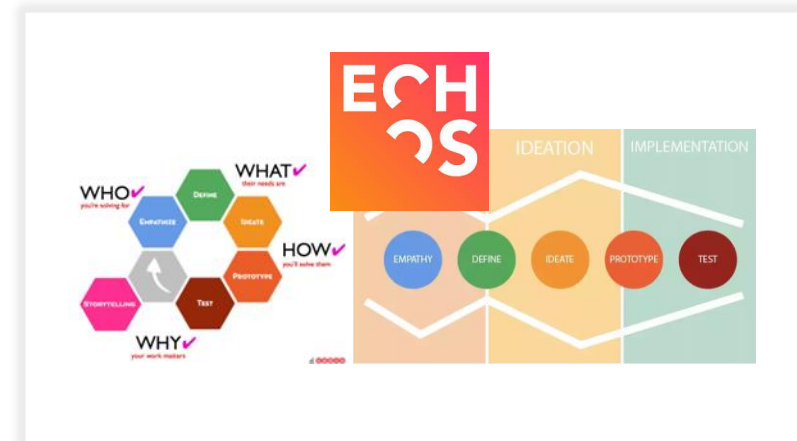 ECH
OS
WHO
you're solving for
WHAT
their needs are
DEFINE
EMPATHIZE
IDEATE
HOW
you'll solve them
PROTOTYPE
STORYTELLING
TEST
WHY
your work matters
IDEATION
IMPLEMENTATION
EMPATHY
DEFINE
IDEATE
PROTOTYPE
TEST